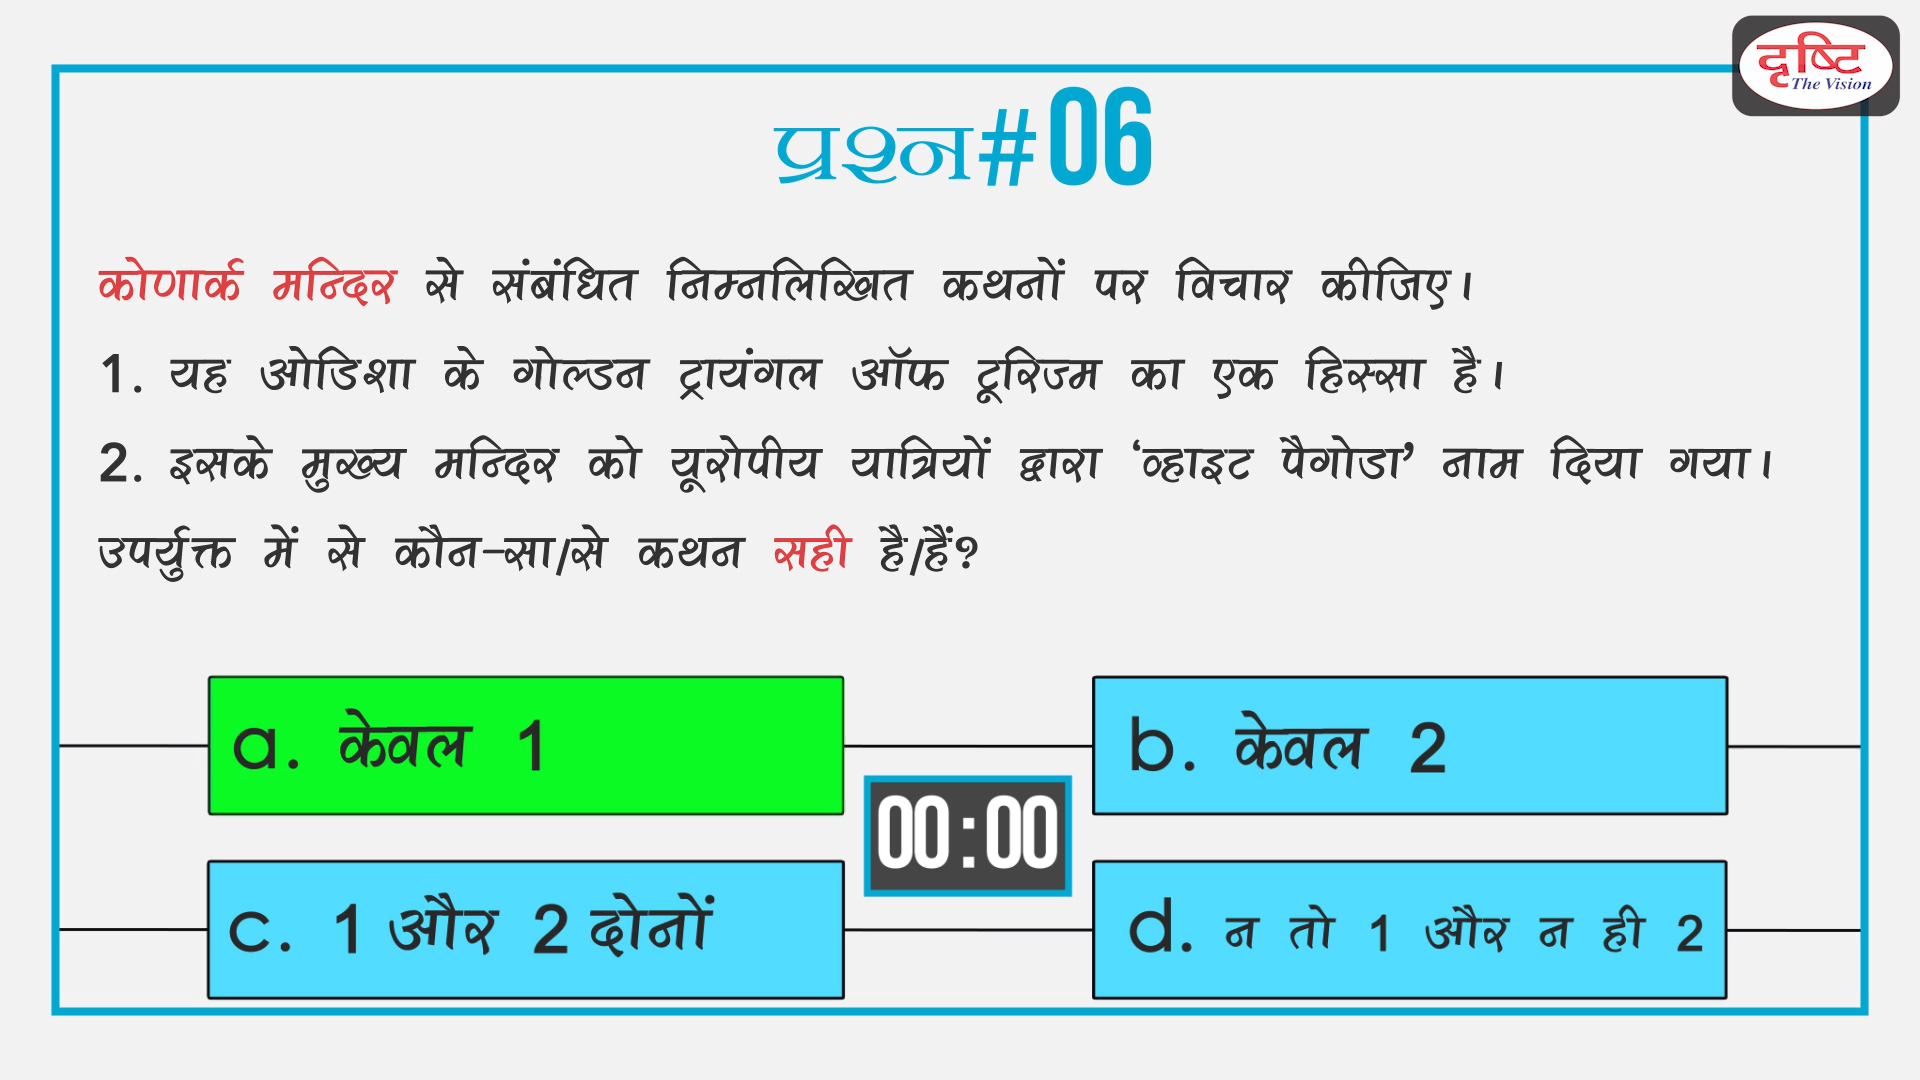 दृष्टि
The Vision
प्रश्न#06
कोणार्क मन्दिर से संबंधित निम्नलिखित कथनों पर विचार कीजिए।
1. यह ओडिशा के गोल्डन ट्रायंगल ऑफ टूरिज्म का एक हिस्सा है।
2. इसके मुख्य मन्दिर को यूरोपीय यात्रियों द्वारा ‘व्हाइट पैगोडा’ नाम दिया गया।
उपर्युक्त में से कौन-सा/से कथन सही है/हैं?
a. केवल 1
b. केवल 2
00:00
c. 1 और 2 दोनों
d. न तो 1 और न ही 2